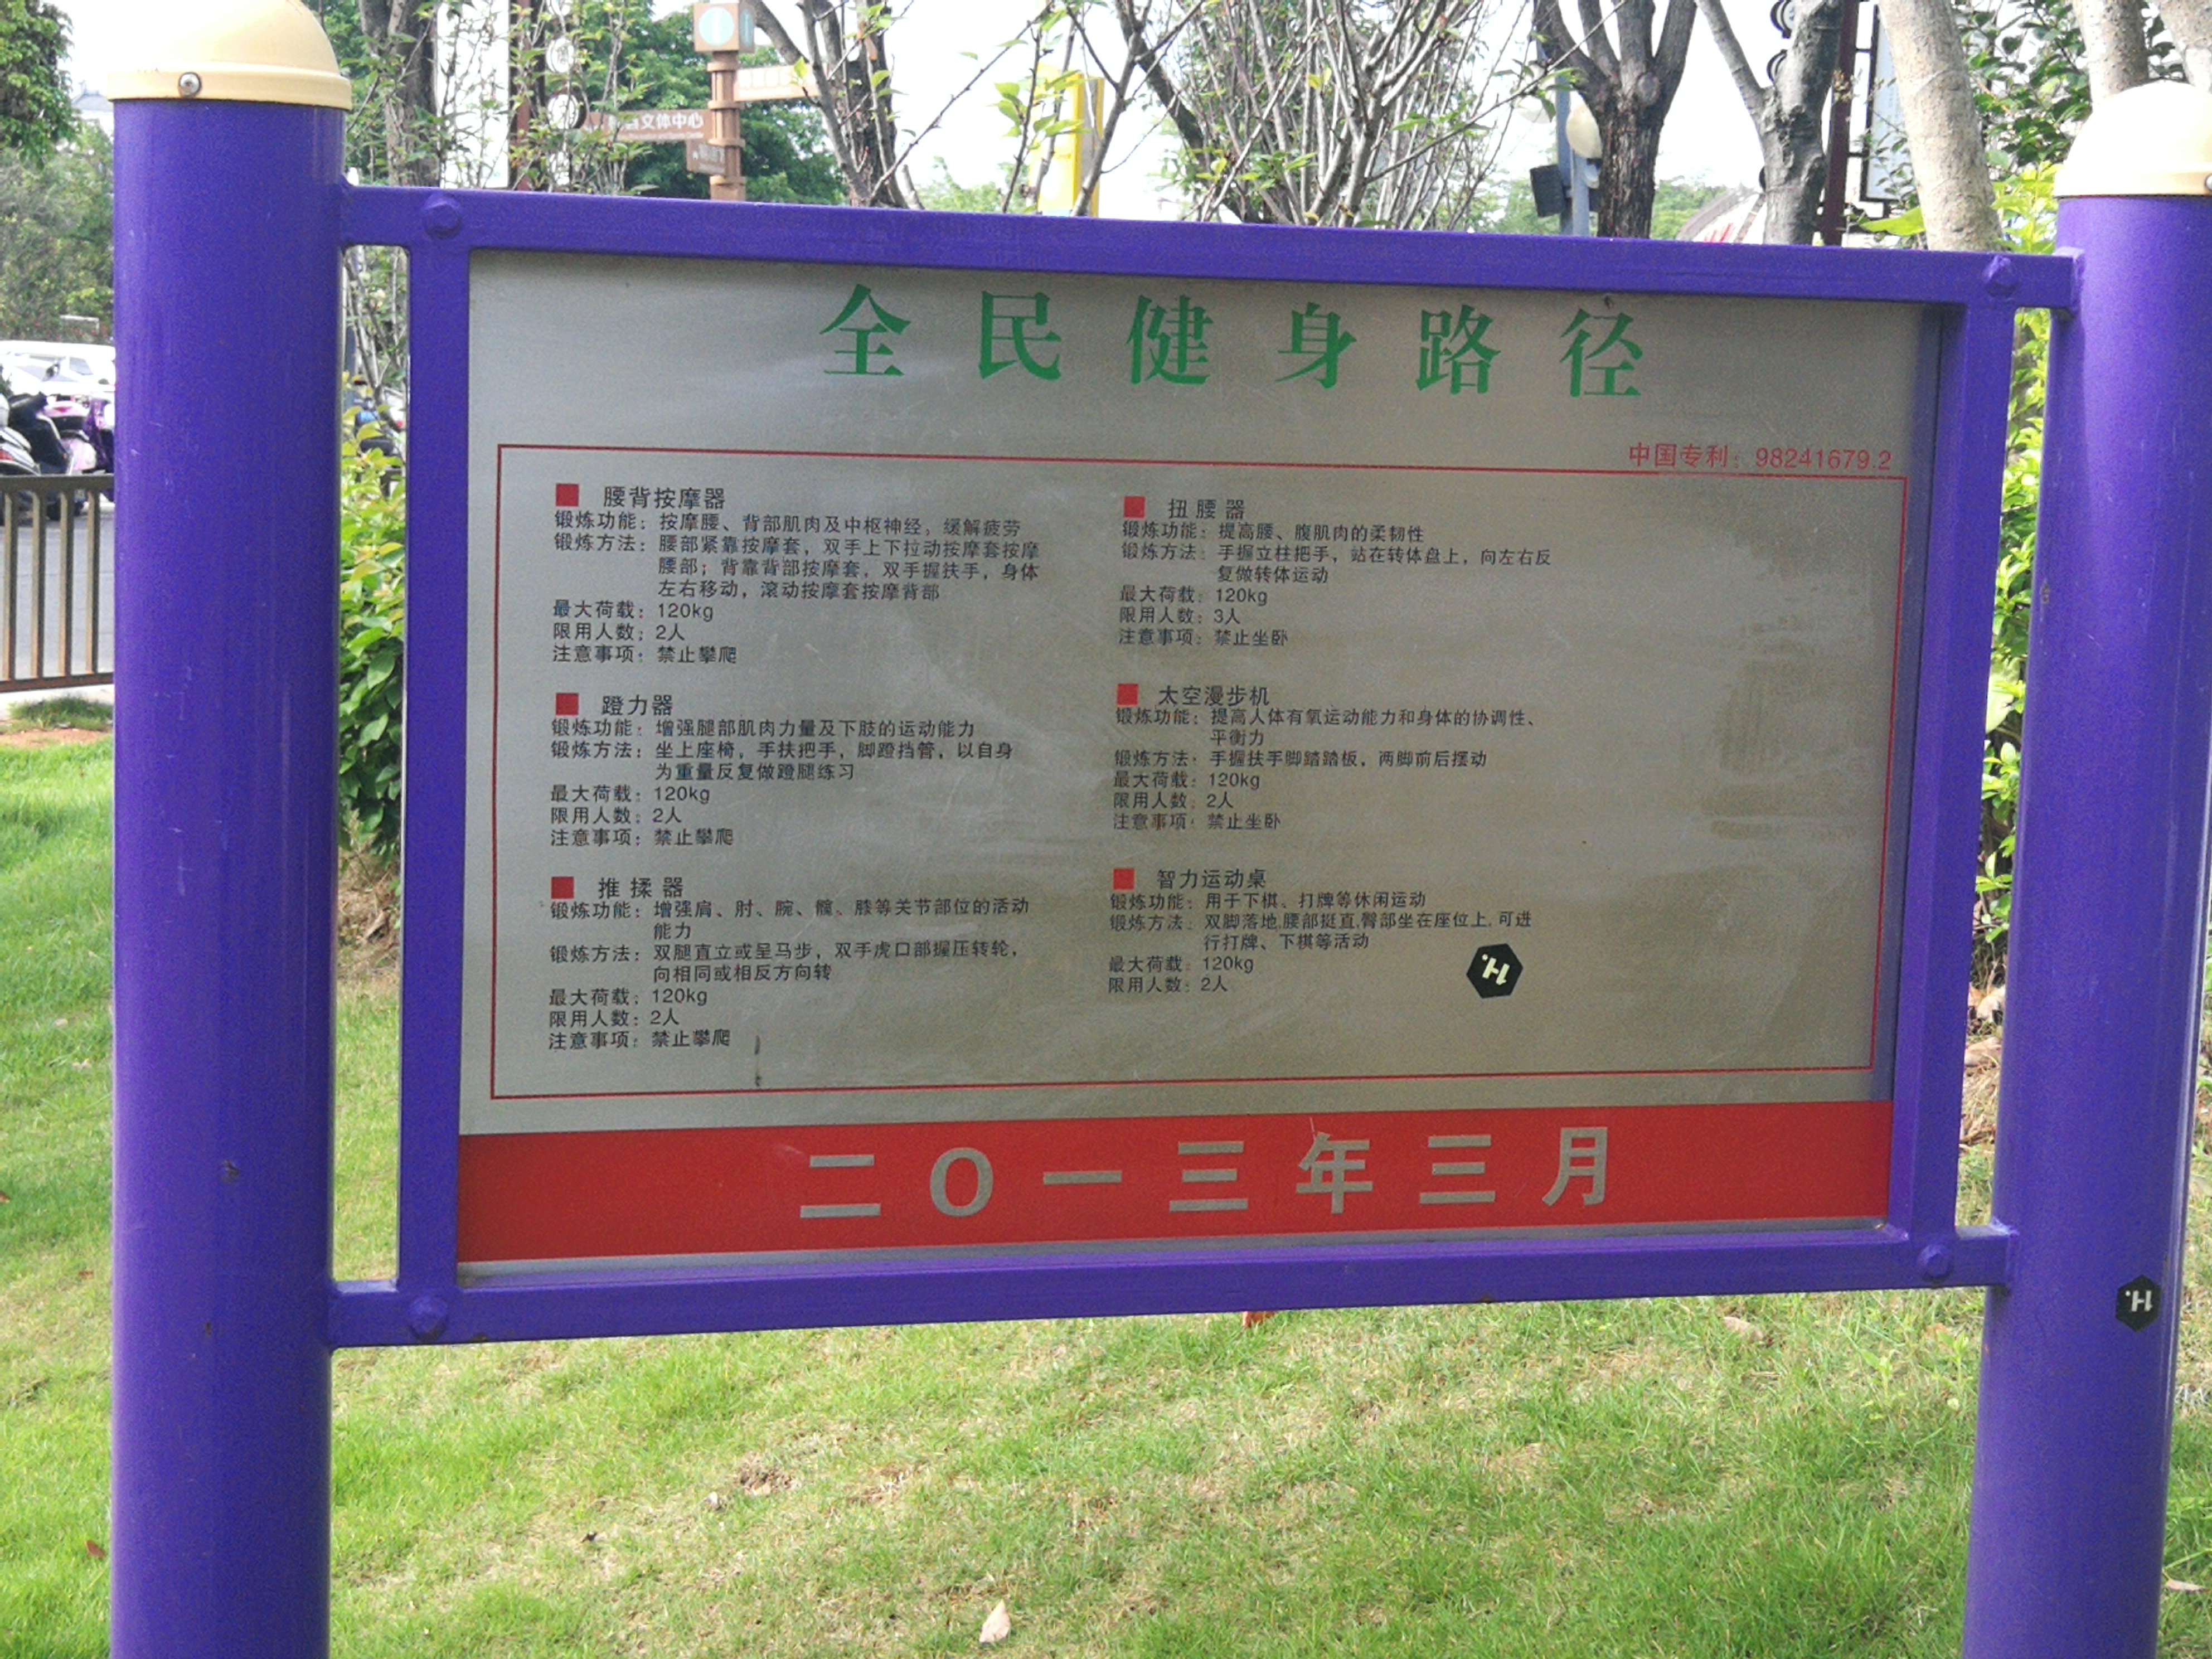 文体中心
全民健身路径
中国专利：98241679.2
■ 腰背按摩器
锻炼功能：按摩腰、背部肌肉及中枢神经，缓解疲劳
锻炼方法：腰部紧靠按摩套，双手上下拉动按摩套按摩
腰部；背靠背部按摩套，双手握扶手，身体
左右移动，滚动按摩套按摩背部
最大荷载：120kg
限用人数：2人
注意事项：禁止攀爬
■ 蹬力器
锻炼功能：增强腿部肌肉力量及下肢的运动能力
锻炼方法：坐上座椅，手扶把手，脚蹬挡管，以自身
为重量反复做蹬腿练习
最大荷载：120kg
限用人数：2人
注意事项：禁止攀爬
■ 推揉器
锻炼功能：增强肩、肘、腕、髋、膝等关节部位的活动
能力
锻炼方法：双腿直立或呈马步，双手虎口部握压转轮，
向相同或相反方向转
最大荷载：120kg
限用人数：2人
注意事项：禁止攀爬
■ 扭腰器
锻炼功能：提高腰、腹肌肉的柔韧性
锻炼方法：手握立柱把手，站在转体盘上，向左右反
复做转体运动
最大荷载：120kg
限用人数：3人
注意事项：禁止坐卧
■ 太空漫步机
锻炼功能：提高人体有氧运动能力和身体的协调性、
平衡力
锻炼方法：手握扶手脚踏踏板，两脚前后摆动
最大荷载：120kg
限用人数：2人
注意事项：禁止坐卧
■ 智力运动桌
锻炼功能：用于下棋、打牌等休闲运动
锻炼方法：双脚落地,腰部挺直,臀部坐在座位上,可进
行打牌、下棋等活动
最大荷载：120kg
限用人数：2人
二〇一三年三月